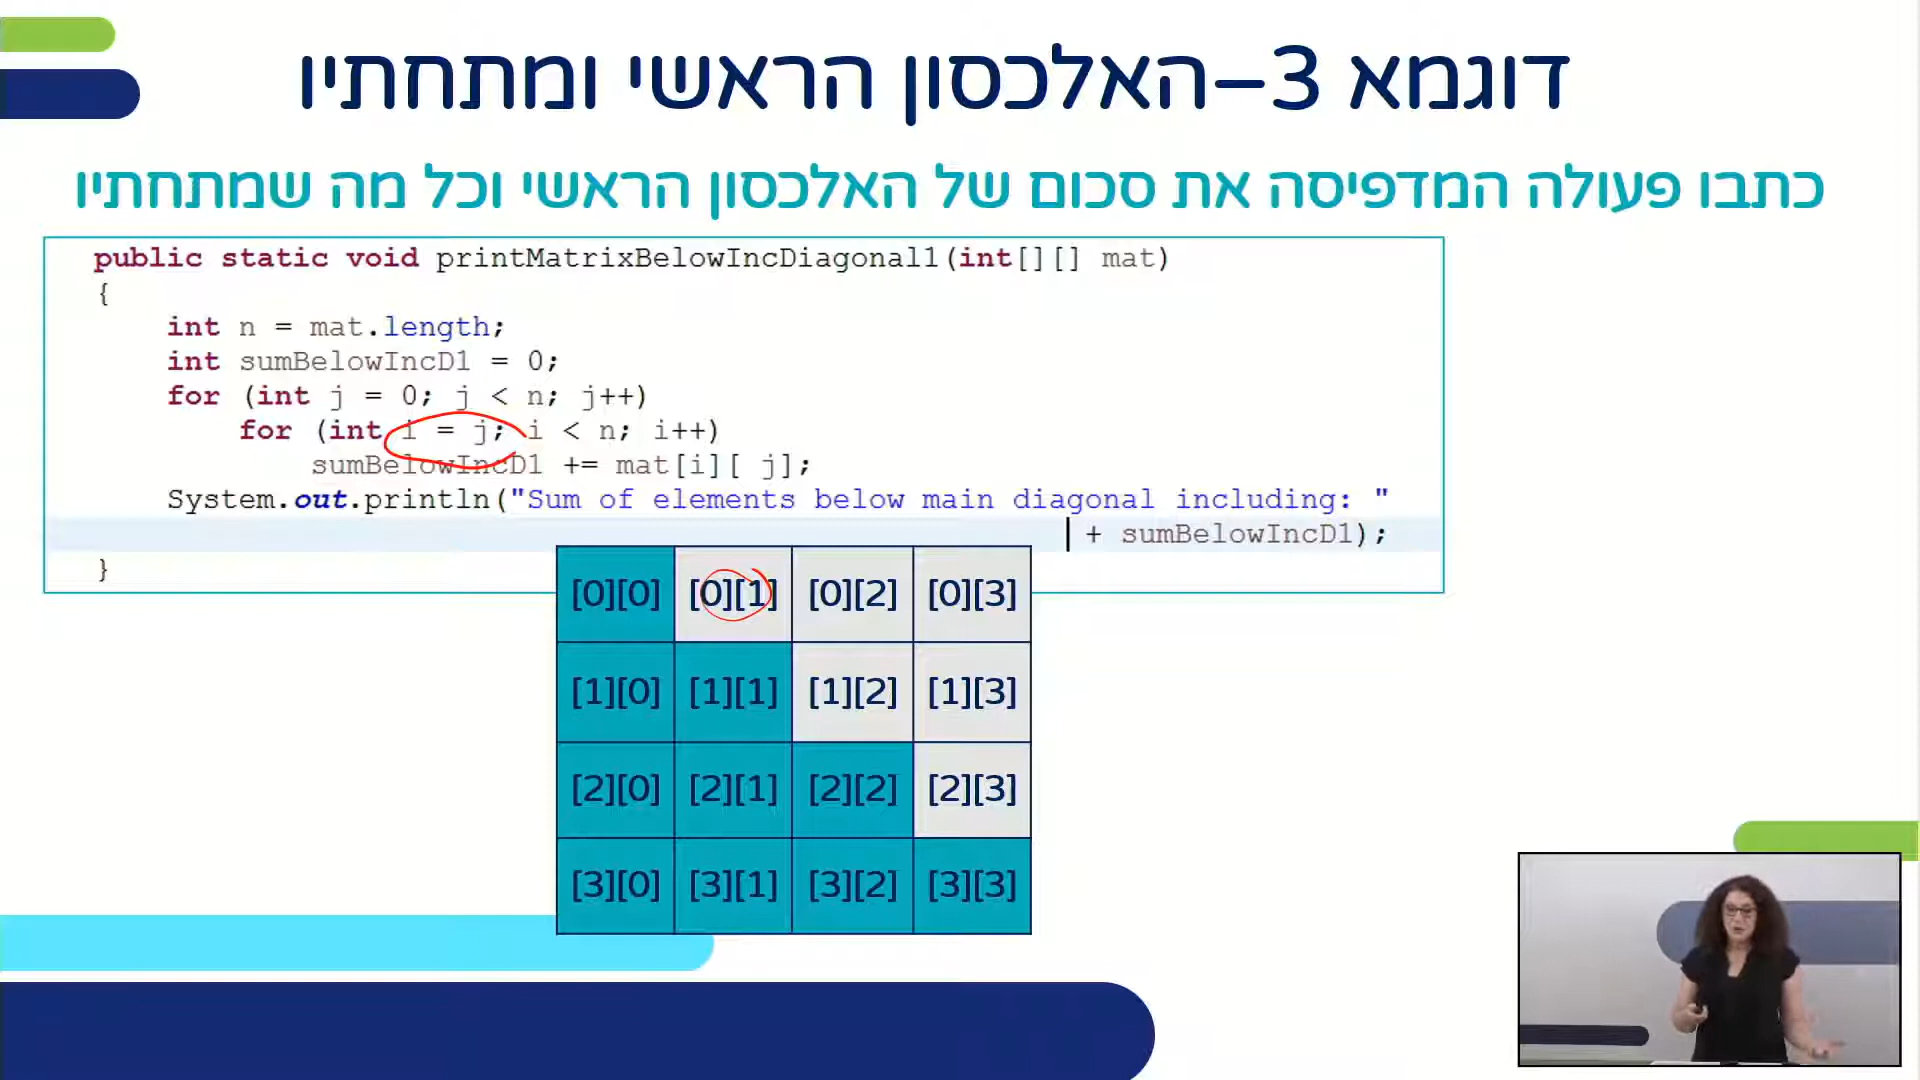 דוגמא 3–האלכסון הראשי ומתחתיו
כתבו פעולה המדפיסה את סכום של האלכסון הראשי וכל מה שמתחתיו
public static void printMatrixBelowIncDiagonal1(int[][] mat)
{
int n = mat.length;
int sumBelowIncD1 = 0;
for (int j = 0; j < n; j++)
for (int i = j; i < n; i++)
sumBelowIncD1 += mat[i][ j];
System.out.println("Sum of elements below main diagonal including: "
+ sumBelowIncD1);
}
[0][0] [0][1] [0][2] [0][3]
[1][0] [1][1] [1][2] [1][3]
[2][0] [2][1] [2][2] [2][3]
[3][0] [3][1] [3][2] [3][3]